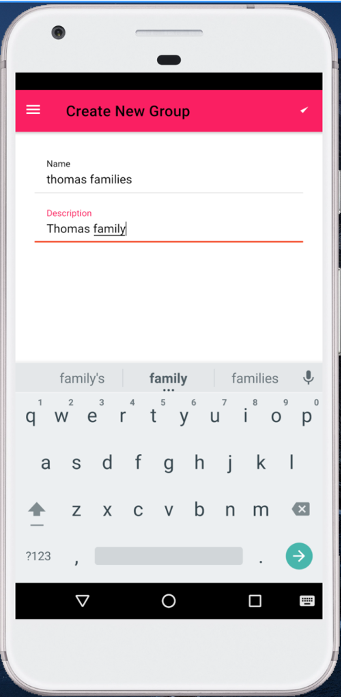 Create New Group
Name
thomas families
Description
Thomas family
family's family families
1 2 3 4 5 6 7 8 9 0
q w e r t y u i o p
a s d f g h j k l
z x c v b n m
?123 , .